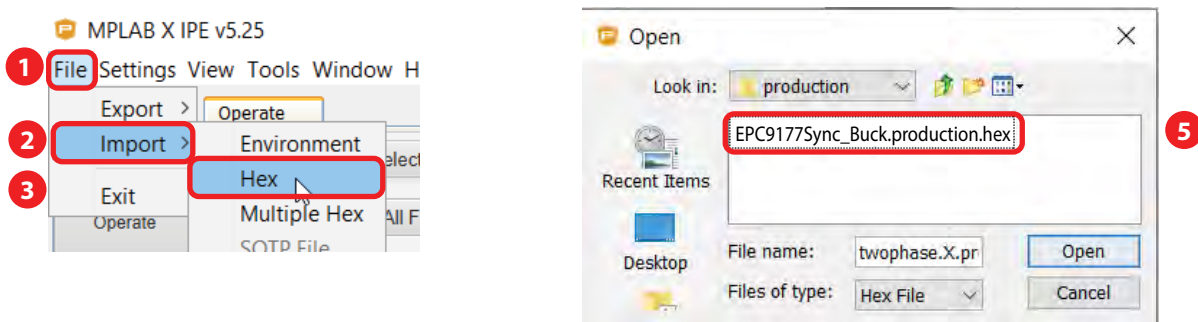 MPLAB X IPE v5.25
1 File Settings View Tools Window H
Export > Operate
2 Import > Environment
elect
3 Hex
Exit
Multiple Hex All F
Operate
SOTP File
Open
Look in: production
EPC9177Sync_Buck.production.hex 5
Recent Items
Desktop
File name: twophase.X.pr Open
Files of type: Hex File Cancel